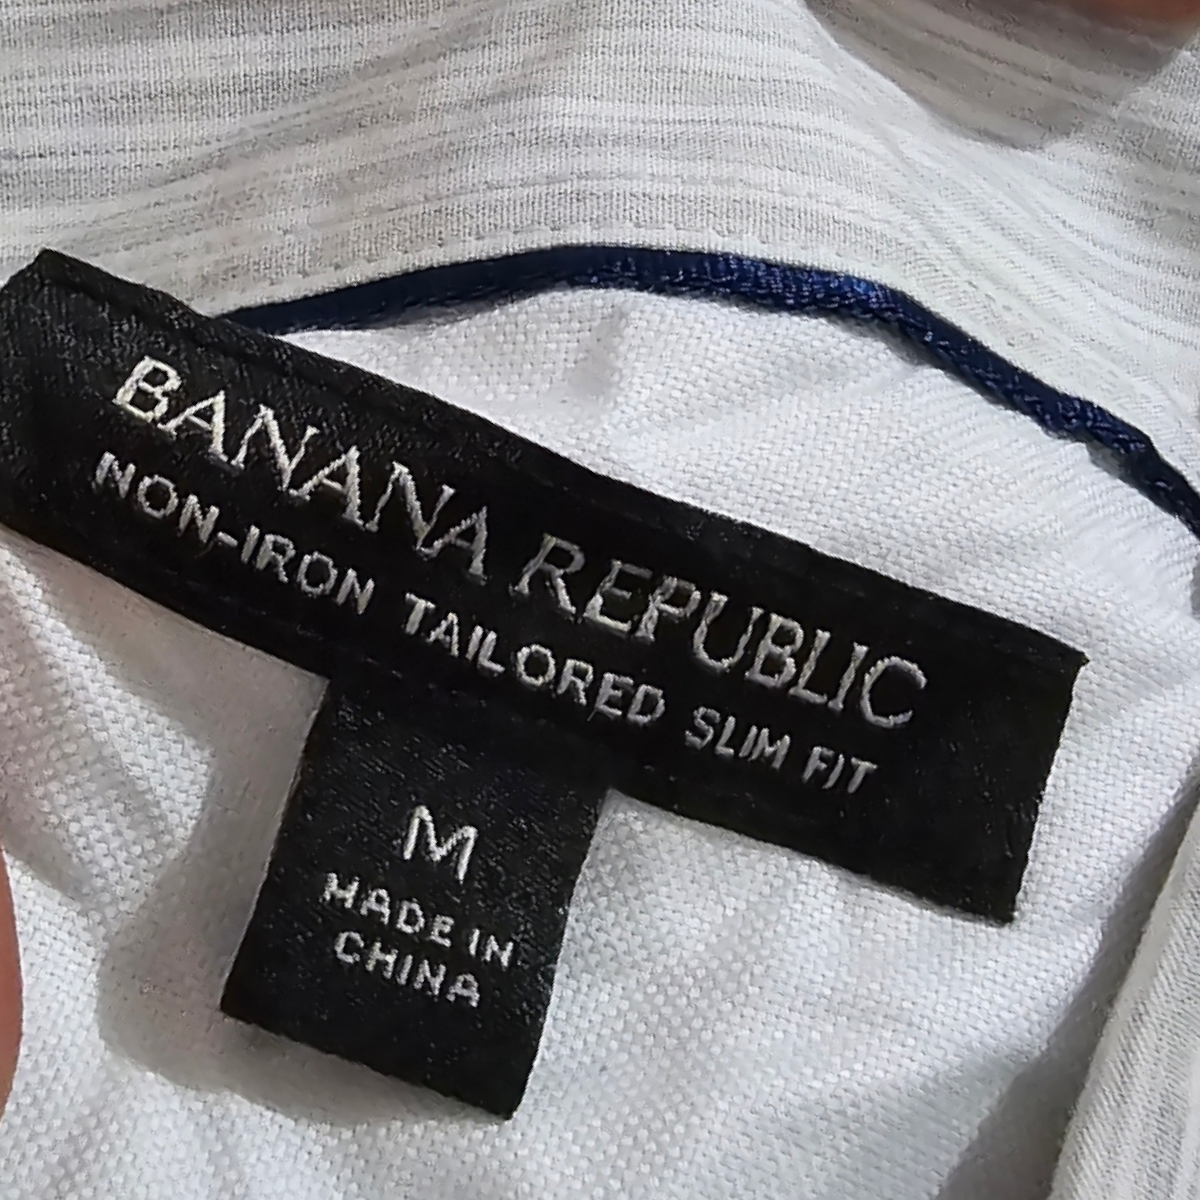 BANANA REPUBLIC
NON-IRON TAILORED SLIM FIT
M
MADE IN
CHINA